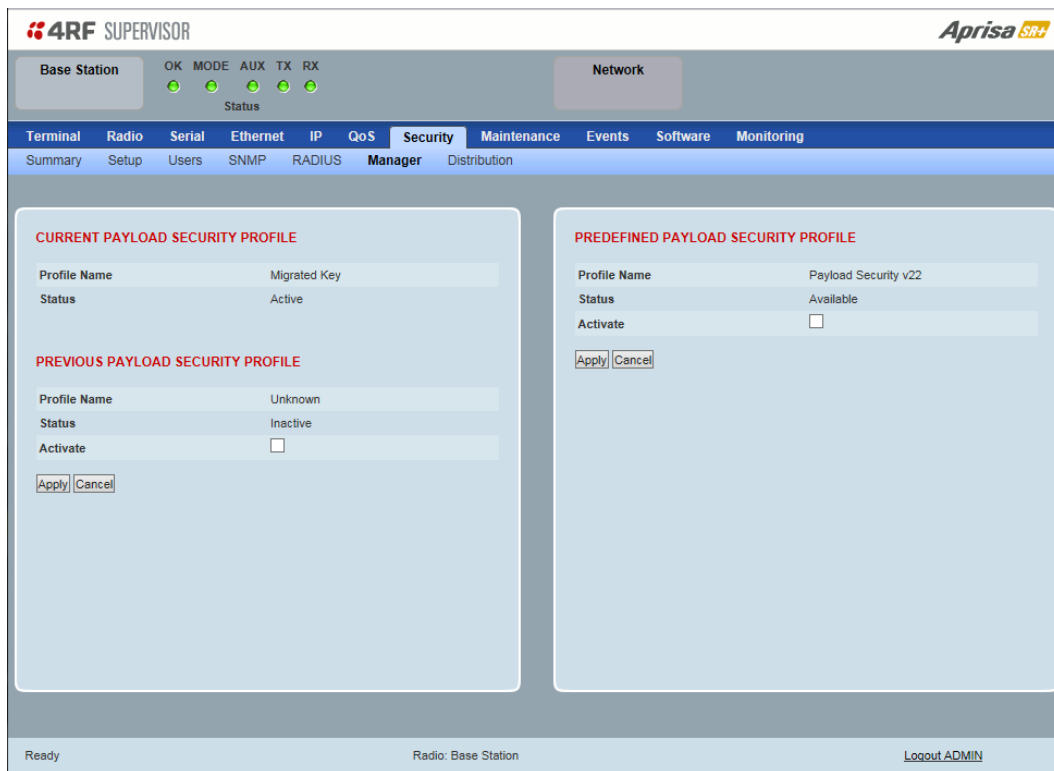 4RF SUPERVISOR
Aprisa SR+
Base Station
OK MODE AUX TX RX
Status
Network
Terminal Radio Serial Ethernet IP QoS Security Maintenance Events Software Monitoring
Summary Setup Users SNMP RADIUS Manager Distribution
CURRENT PAYLOAD SECURITY PROFILE
Profile Name Migrated Key
Status Active
PREVIOUS PAYLOAD SECURITY PROFILE
Profile Name Unknown
Status Inactive
Activate
Apply Cancel
PREDEFINED PAYLOAD SECURITY PROFILE
Profile Name Payload Security v22
Status Available
Activate
Apply Cancel
Ready Radio: Base Station Logout ADMIN